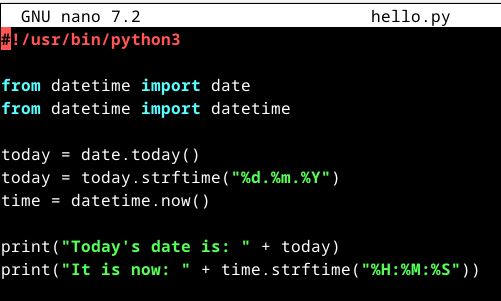 GNU nano 7.2 hello.py
#!/usr/bin/python3
from datetime import date
from datetime import datetime
today = date.today()
today = today.strftime("%d.%m.%Y")
time = datetime.now()
print("Today's date is: " + today)
print("It is now: " + time.strftime("%H:%M:%S"))